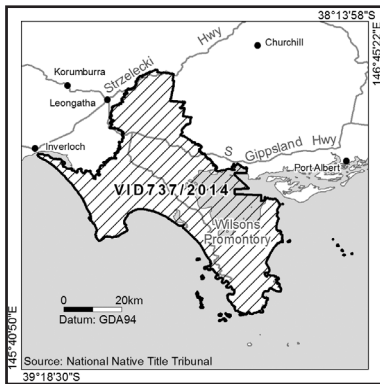 38°13'58"S
146°45'22"E
Hwy
Churchill
Strzelecki
Korumburra
Leongatha
Inverloch
S Gippsland Hwy
Port Albert
VID737/2014
Wilsons
Promontory
0 20km
Datum: GDA94
145°40'50"E
Source: National Native Title Tribunal
39°18'30"S